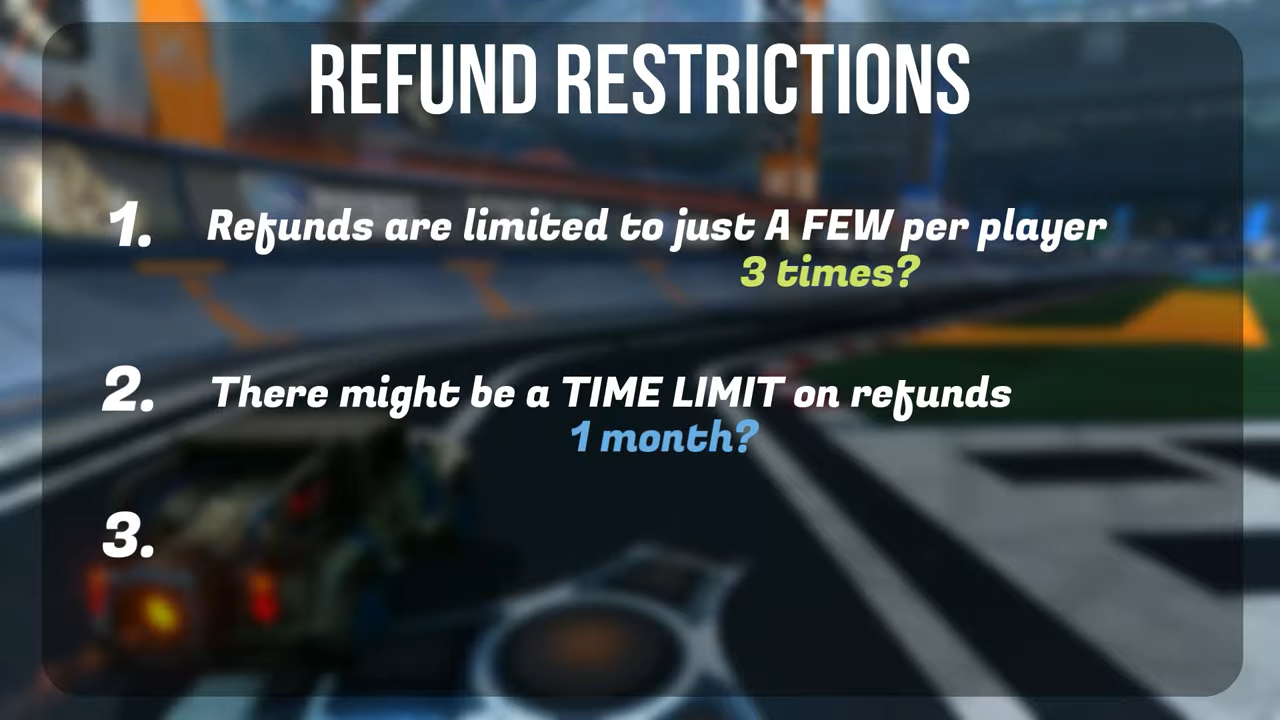 REFUND RESTRICTIONS
1. Refunds are limited to just A FEW per player
3 times?
2. There might be a TIME LIMIT on refunds
1 month?
3.